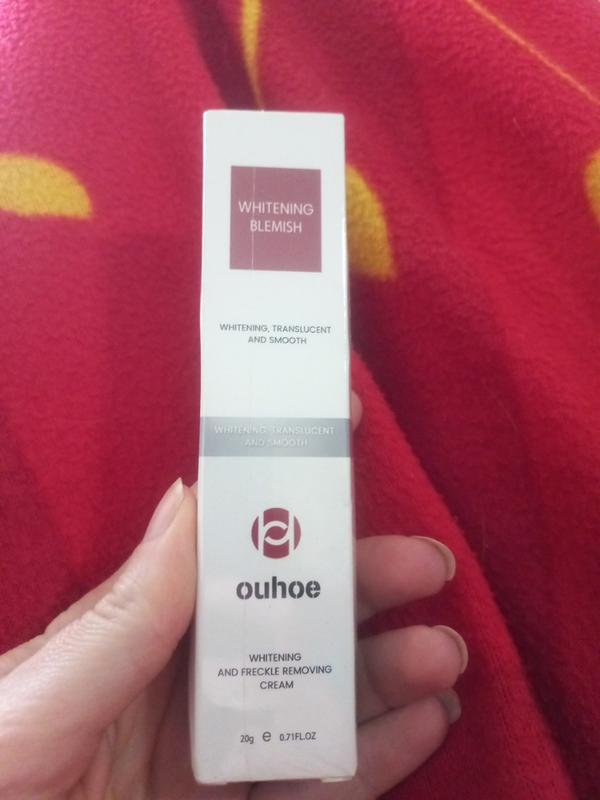 WHITENING
BLEMISH
WHITENING, TRANSLUCENT
AND SMOOTH
WHITENING, TRANSLUCENT
AND SMOOTH
ouhoe
WHITENING
AND FRECKLE REMOVING
CREAM
20g e 0.71FL.OZ